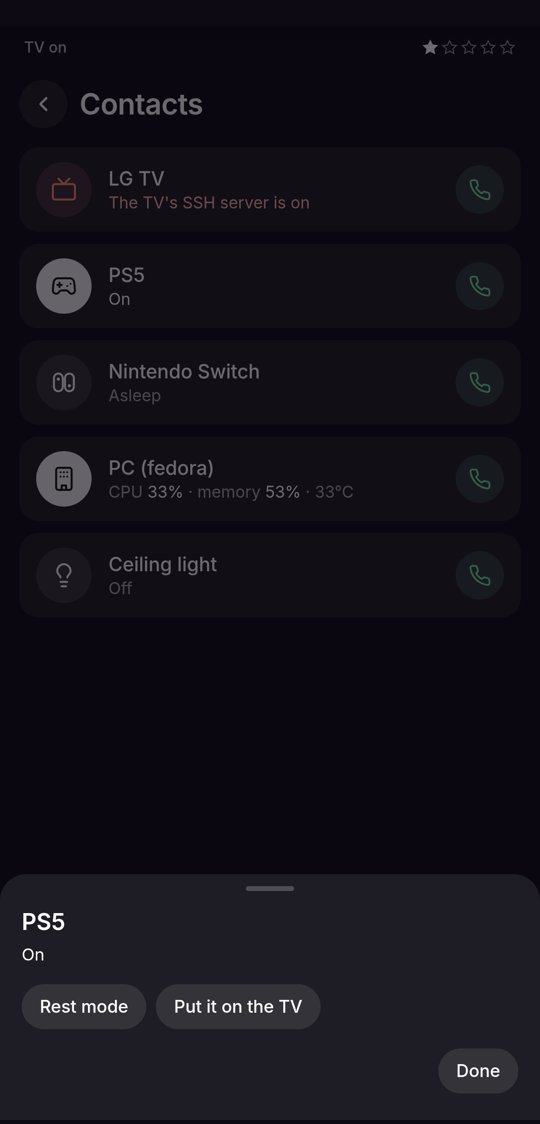 TV on
Contacts
LG TV
The TV's SSH server is on
PS5
On
Nintendo Switch
Asleep
PC (fedora)
CPU 33% · memory 53% · 33°C
Ceiling light
Off
PS5
On
Rest mode
Put it on the TV
Done